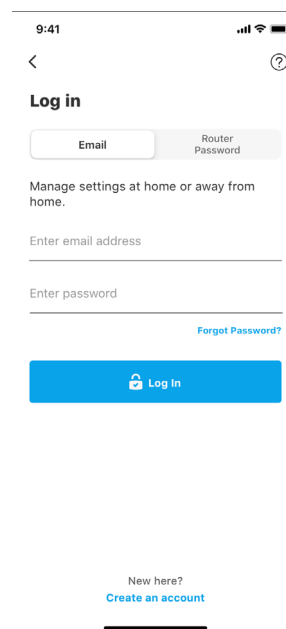 9:41
?
Log in
Email
Router
Password
Manage settings at home or away from
home.
Enter email address
Enter password
Forgot Password?
Log In
New here?
Create an account